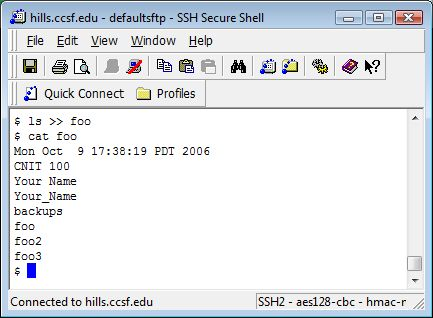 hills.ccsf.edu - defaultsftp - SSH Secure Shell
File Edit View Window Help
Quick Connect Profiles
$ ls >> foo
$ cat foo
Mon Oct  9 17:38:19 PDT 2006
CNIT 100
Your Name
Your_Name
backups
foo
foo2
foo3
$
Connected to hills.ccsf.edu SSH2 - aes128-cbc - hmac-n